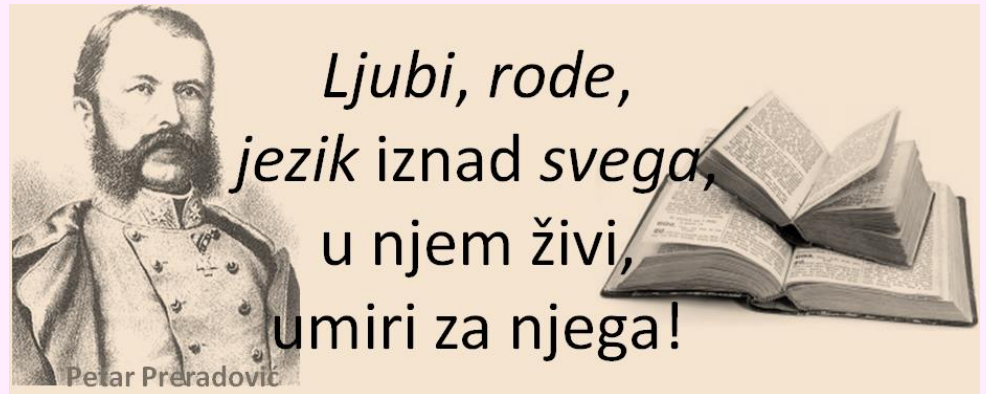 Ljubi, rode,
jezik iznad svega,
u njem živi,
umiri za njega!
Petar Preradović